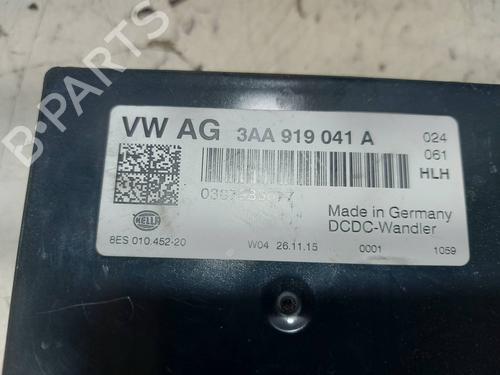 VW AG 3AA 919 041 A
024
061
HLH
Made in Germany
DCDC-Wandler
HELLA
8ES 010.452-20
W04 26.11.15
0001
1059
B-PARTS